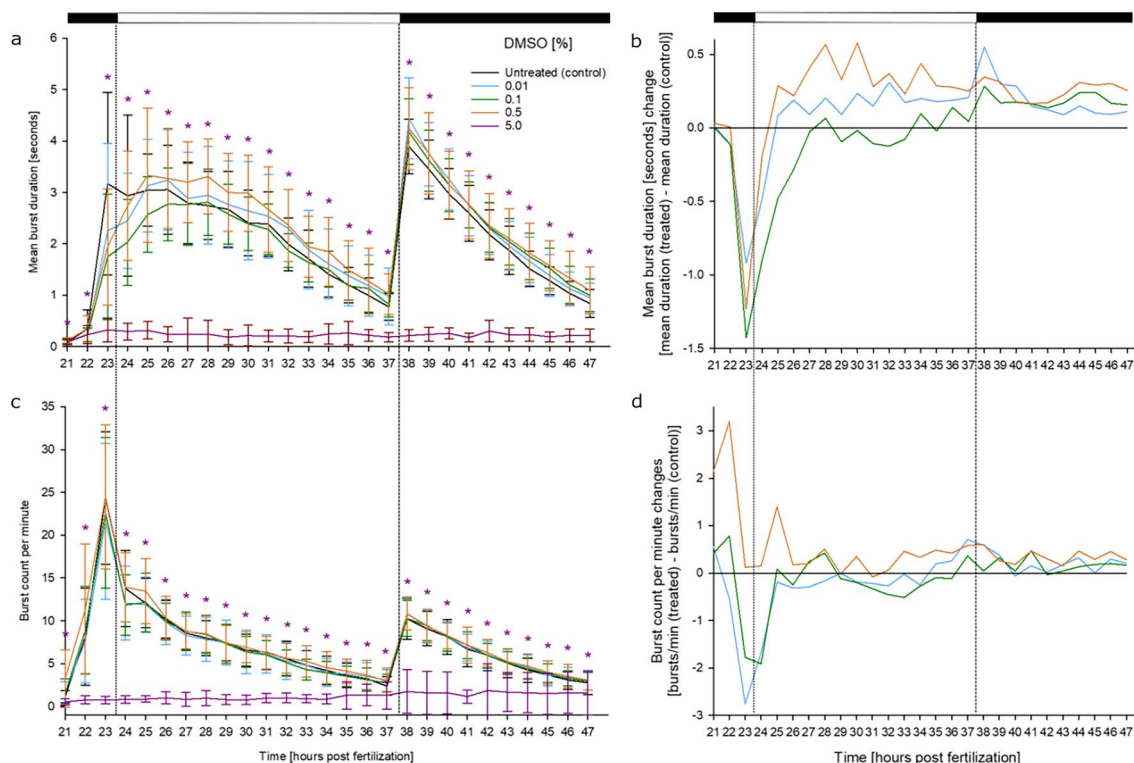 a
DMSO [%]
Untreated (control)
0.01
0.1
0.5
5.0
Mean burst duration [seconds]
6
5
4
3
2
1
0
21 22 23 24 25 26 27 28 29 30 31 32 33 34 35 36 37 38 39 40 41 42 43 44 45 46 47
b
Mean burst duration [seconds] change
[mean duration (treated) - mean duration (control)]
0.5
0.0
-0.5
-1.0
-1.5
21 22 23 24 25 26 27 28 29 30 31 32 33 34 35 36 37 38 39 40 41 42 43 44 45 46 47
c
Burst count per minute
35
30
25
20
15
10
5
0
21 22 23 24 25 26 27 28 29 30 31 32 33 34 35 36 37 38 39 40 41 42 43 44 45 46 47
Time [hours post fertilization]
d
Burst count per minute changes
[bursts/min (treated) - bursts/min (control)]
3
2
1
0
-1
-2
-3
21 22 23 24 25 26 27 28 29 30 31 32 33 34 35 36 37 38 39 40 41 42 43 44 45 46 47
Time [hours post fertilization]